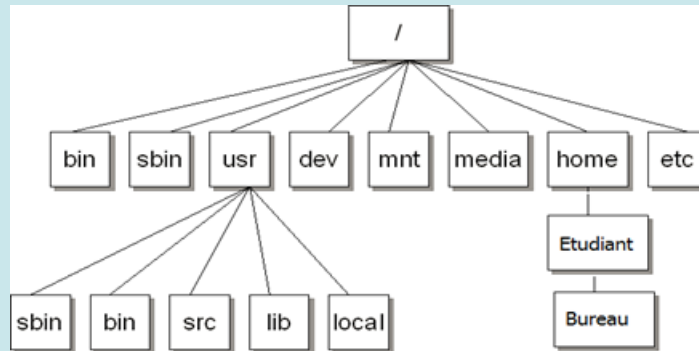 /
bin sbin usr dev mnt media home etc
Etudiant
sbin bin src lib local Bureau